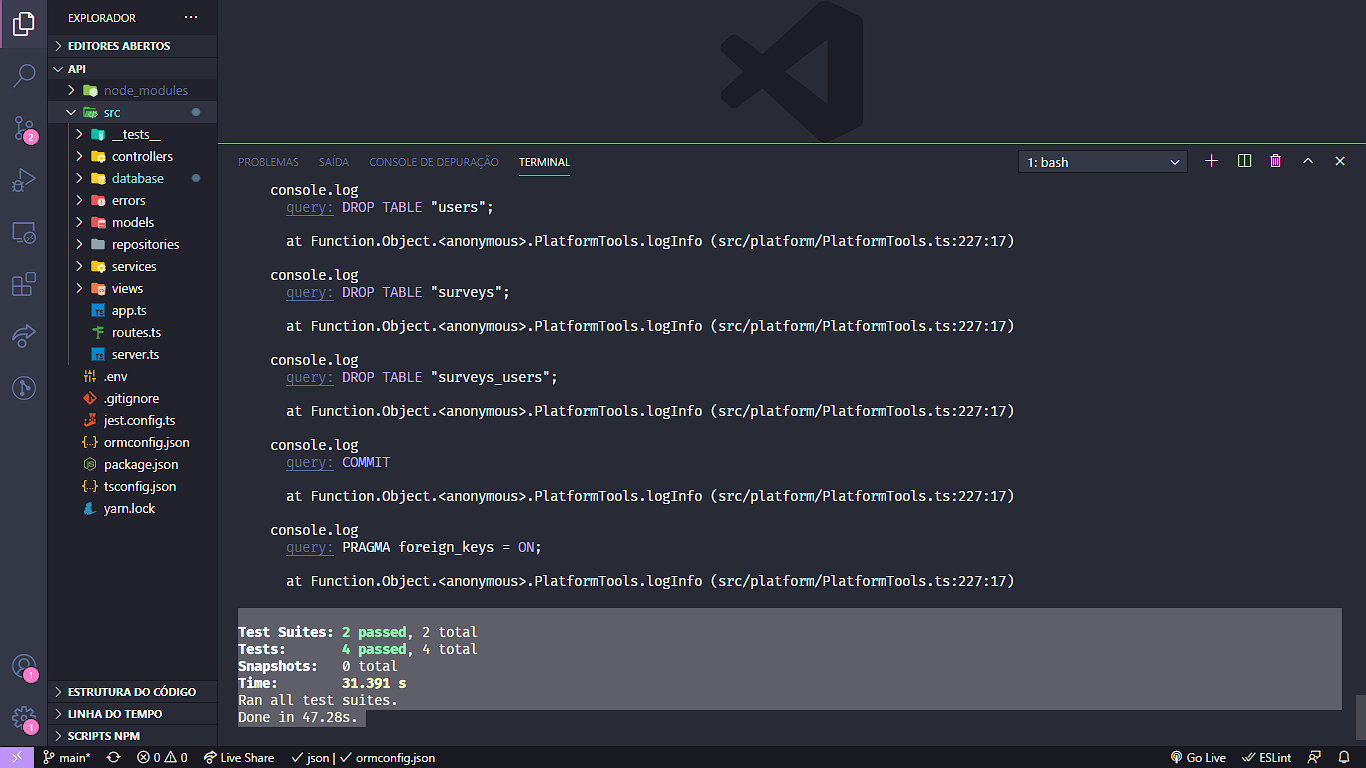 EXPLORADOR
EDITORES ABERTOS
API
node_modules
src
__tests__
controllers
database
errors
models
repositories
services
views
app.ts
routes.ts
server.ts
.env
.gitignore
jest.config.ts
ormconfig.json
package.json
tsconfig.json
yarn.lock
ESTRUTURA DO CÓDIGO
LINHA DO TEMPO
SCRIPTS NPM
2
1
1
PROBLEMAS SAÍDA CONSOLE DE DEPURAÇÃO TERMINAL 1: bash
console.log
query: DROP TABLE "users";
at Function.Object.<anonymous>.PlatformTools.logInfo (src/platform/PlatformTools.ts:227:17)
console.log
query: DROP TABLE "surveys";
at Function.Object.<anonymous>.PlatformTools.logInfo (src/platform/PlatformTools.ts:227:17)
console.log
query: DROP TABLE "surveys_users";
at Function.Object.<anonymous>.PlatformTools.logInfo (src/platform/PlatformTools.ts:227:17)
console.log
query: COMMIT
at Function.Object.<anonymous>.PlatformTools.logInfo (src/platform/PlatformTools.ts:227:17)
console.log
query: PRAGMA foreign_keys = ON;
at Function.Object.<anonymous>.PlatformTools.logInfo (src/platform/PlatformTools.ts:227:17)
Test Suites: 2 passed, 2 total
Tests: 4 passed, 4 total
Snapshots: 0 total
Time: 31.391 s
Ran all test suites.
Done in 47.28s.
main* 0 0 Live Share json | ormconfig.json Go Live ESLint